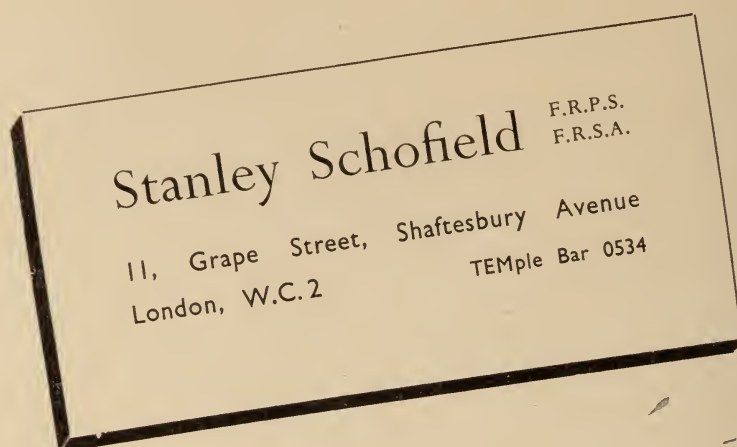 Stanley Schofield F.R.P.S.
F.R.S.A.
11, Grape Street, Shaftesbury Avenue
London, W.C.2 TEMple Bar 0534